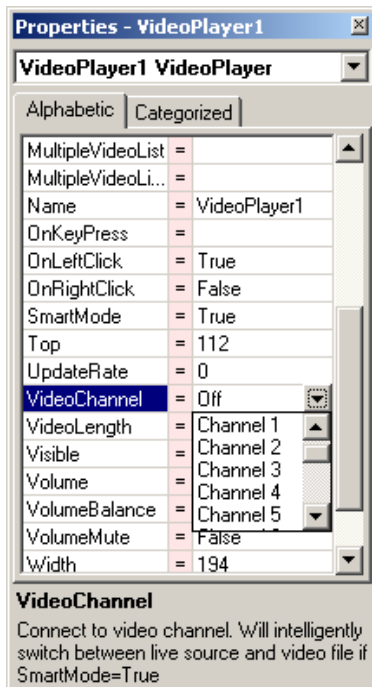 Properties - VideoPlayer1
VideoPlayer1 VideoPlayer
Alphabetic Categorized
MultipleVideoList =
MultipleVideoLi... =
Name = VideoPlayer1
OnKeyPress =
OnLeftClick = True
OnRightClick = False
SmartMode = True
Top = 112
UpdateRate = 0
VideoChannel = Off
VideoLength = Channel 1
Visible = Channel 2
Channel 3
Volume = Channel 4
VolumeBalance = Channel 5
VolumeMute = False
Width = 194
VideoChannel
Connect to video channel. Will intelligently
switch between live source and video file if
SmartMode=True